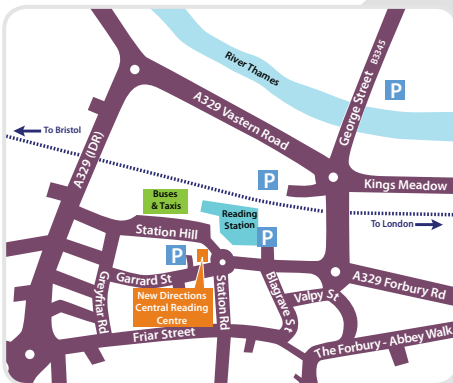 River Thames
George Street
B3345
P
A329 Vastern Road
To Bristol
A329 (IDR)
P
Kings Meadow
Buses
& Taxis
Reading
Station
To London
Station Hill
P
P
Garrard St
Greyfriar Rd
New Directions
Central Reading
Centre
Station Rd
Blagrave St
Valpy St
A329 Forbury Rd
Friar Street
The Forbury - Abbey Walk